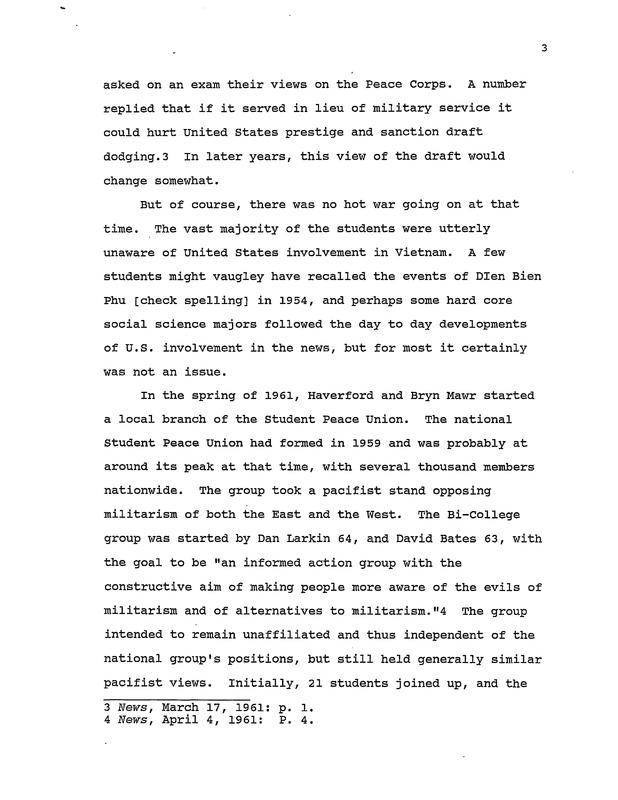 3
asked on an exam their views on the Peace Corps.  A number
replied that if it served in lieu of military service it
could hurt United States prestige and sanction draft
dodging.3  In later years, this view of the draft would
change somewhat.
But of course, there was no hot war going on at that
time.  The vast majority of the students were utterly
unaware of United States involvement in Vietnam.  A few
students might vaugley have recalled the events of DIen Bien
Phu [check spelling] in 1954, and perhaps some hard core
social science majors followed the day to day developments
of U.S. involvement in the news, but for most it certainly
was not an issue.
In the spring of 1961, Haverford and Bryn Mawr started
a local branch of the Student Peace Union.  The national
Student Peace Union had formed in 1959 and was probably at
around its peak at that time, with several thousand members
nationwide.  The group took a pacifist stand opposing
militarism of both the East and the West.  The Bi-College
group was started by Dan Larkin 64, and David Bates 63, with
the goal to be "an informed action group with the
constructive aim of making people more aware of the evils of
militarism and of alternatives to militarism."4  The group
intended to remain unaffiliated and thus independent of the
national group's positions, but still held generally similar
pacifist views.  Initially, 21 students joined up, and the
3 News, March 17, 1961: p. 1.
4 News, April 4, 1961:  P. 4.